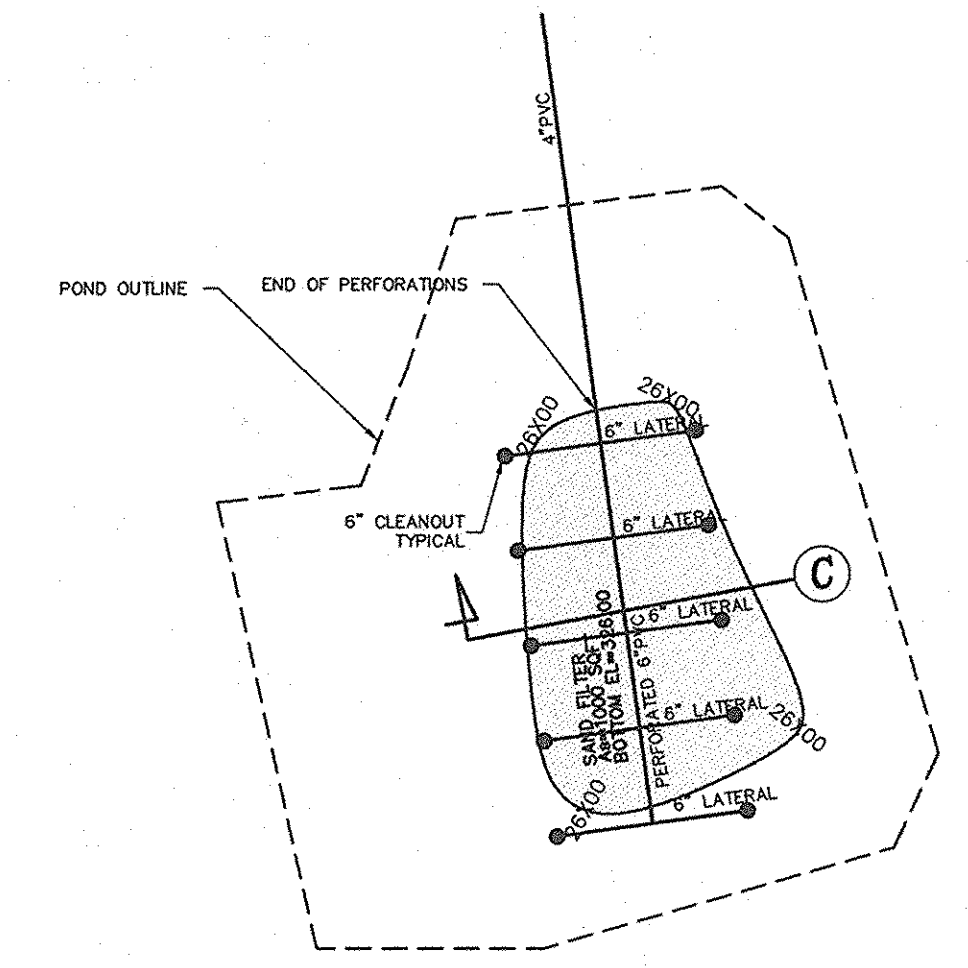 4"PVC
POND OUTLINE
END OF PERFORATIONS
26X00
26X00
6" LATERAL
6" CLEANOUT
TYPICAL
6" LATERAL
C
6" LATERAL
SAND FILTER
1000 SQFT
BOTTOM EL=326.00
PERFORATED 6"PVC
6" LATERAL
26X00
26X00
6" LATERAL